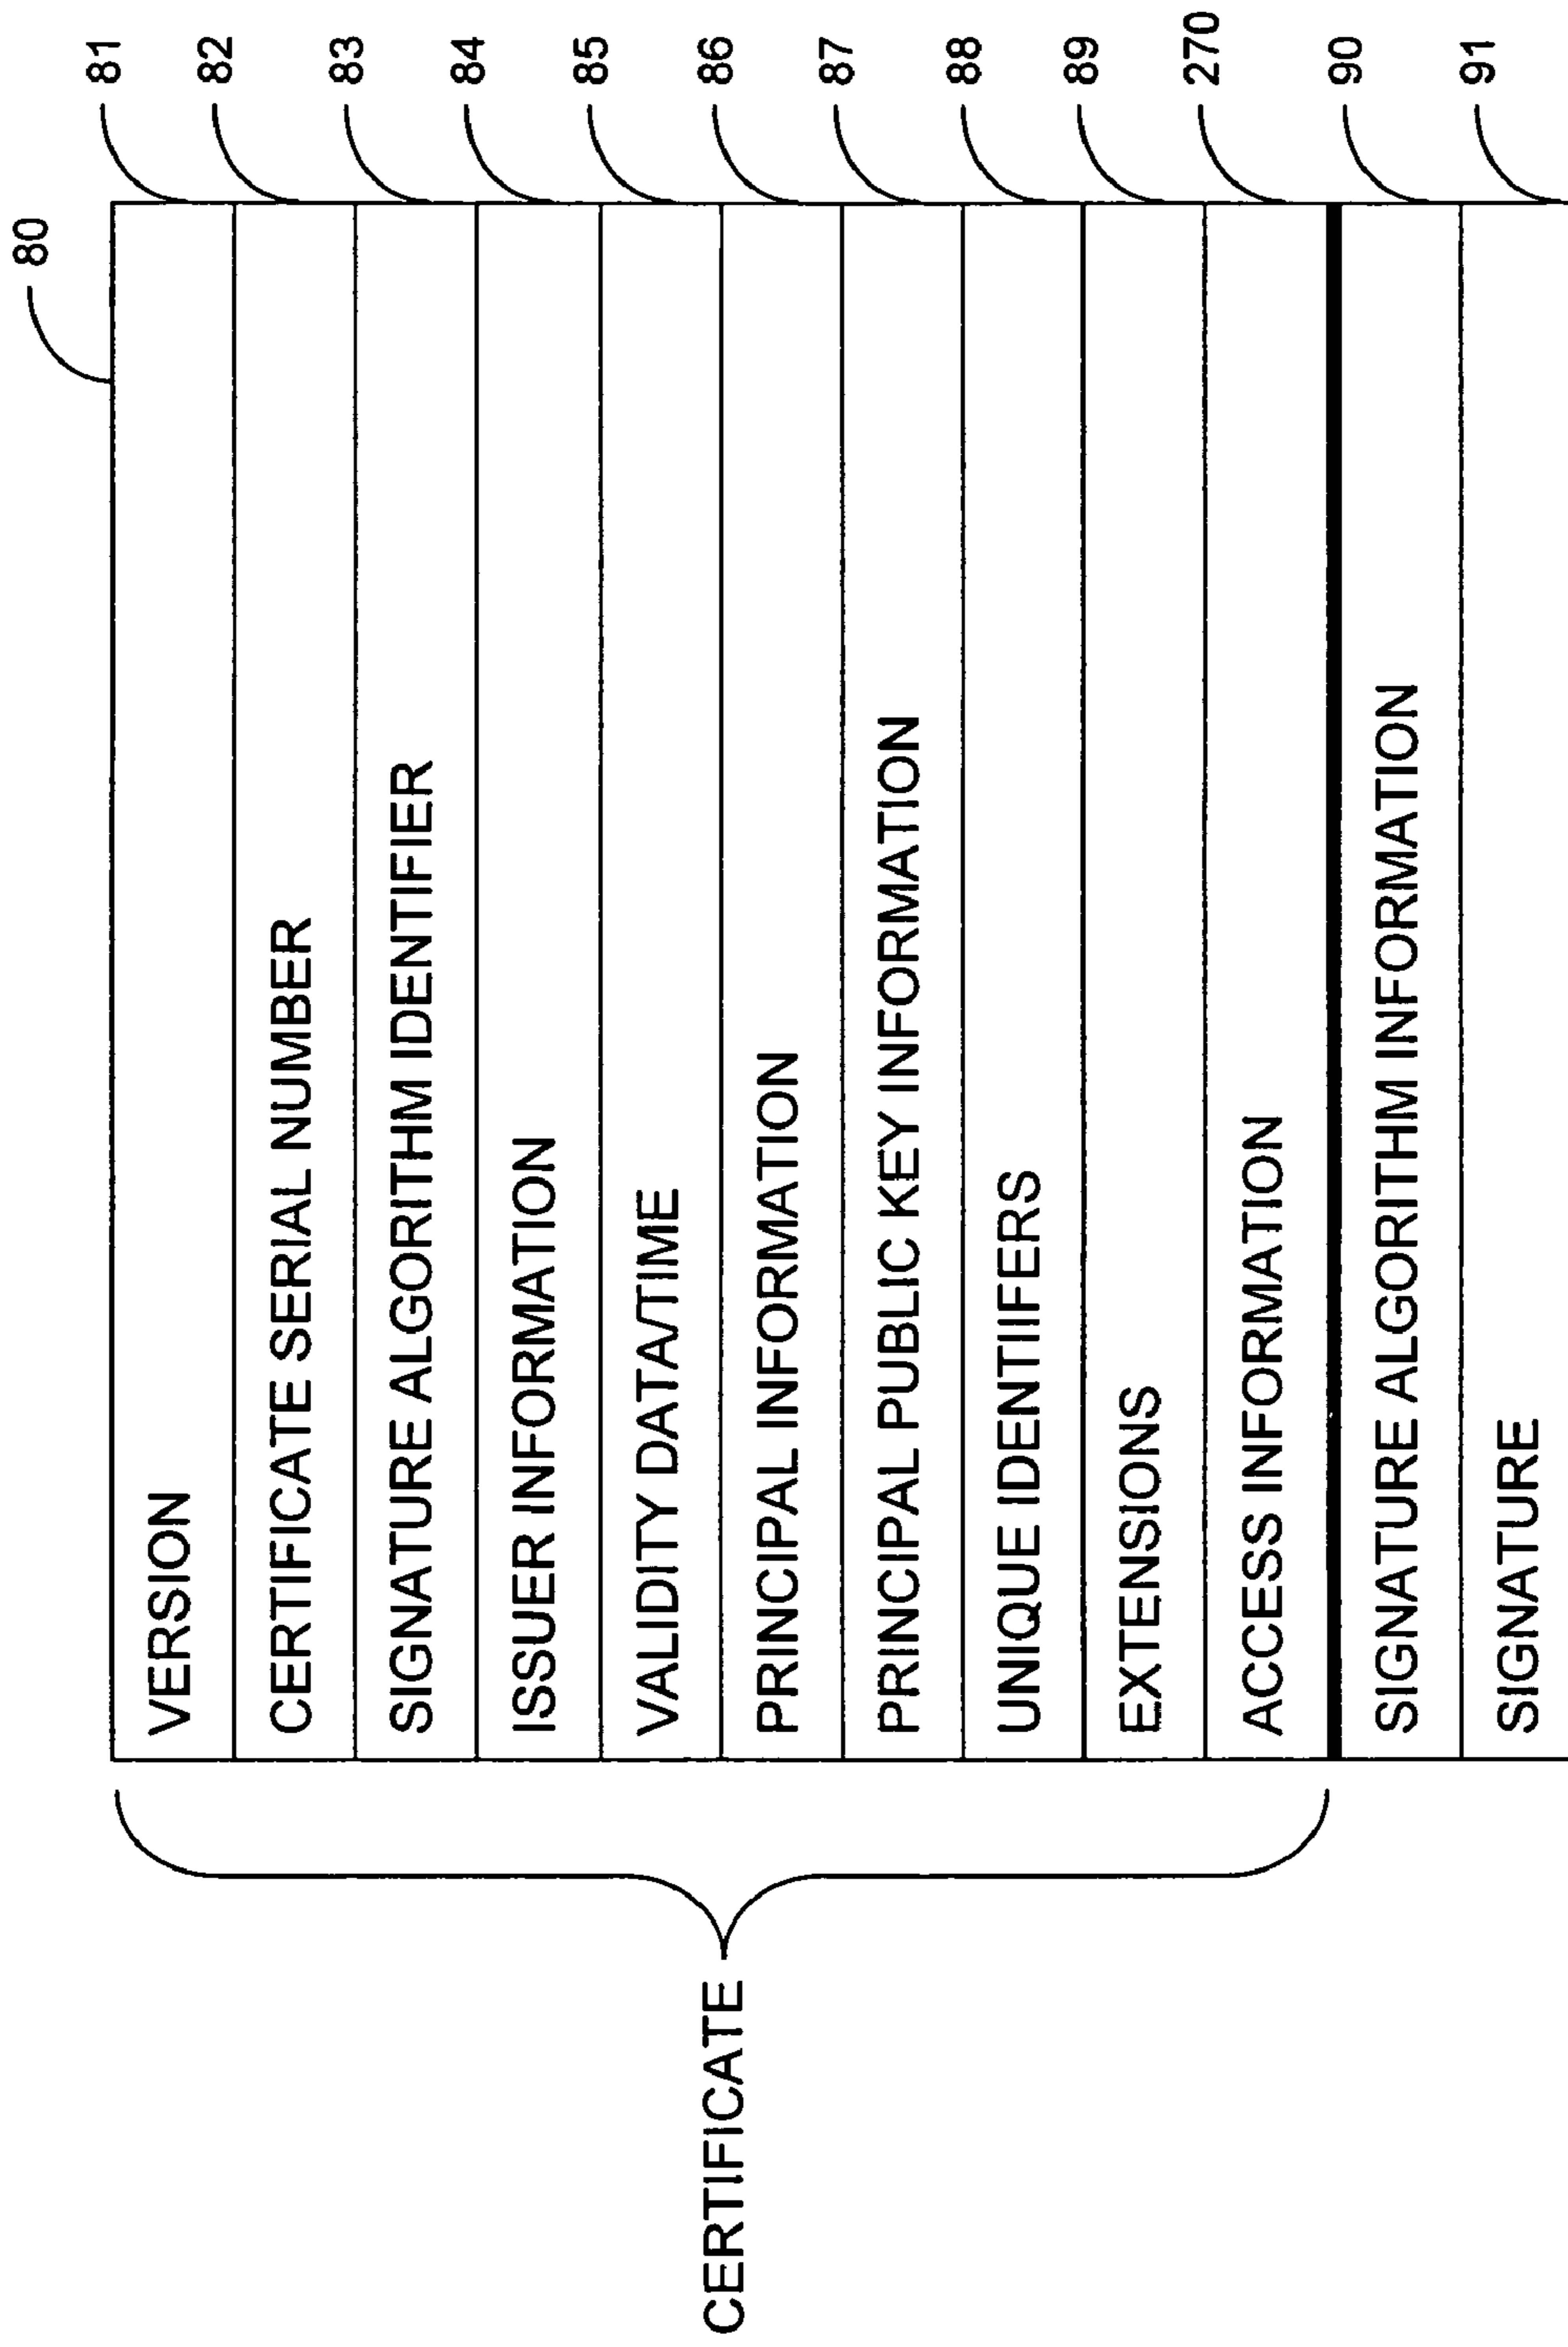 80
CERTIFICATE
VERSION 81
CERTIFICATE SERIAL NUMBER 82
SIGNATURE ALGORITHM IDENTIFIER 83
ISSUER INFORMATION 84
VALIDITY DATA/TIME 85
PRINCIPAL INFORMATION 86
PRINCIPAL PUBLIC KEY INFORMATION 87
UNIQUE IDENTIIFERS 88
EXTENSIONS 89
ACCESS INFORMATION 270
SIGNATURE ALGORITHM INFORMATION 90
SIGNATURE 91